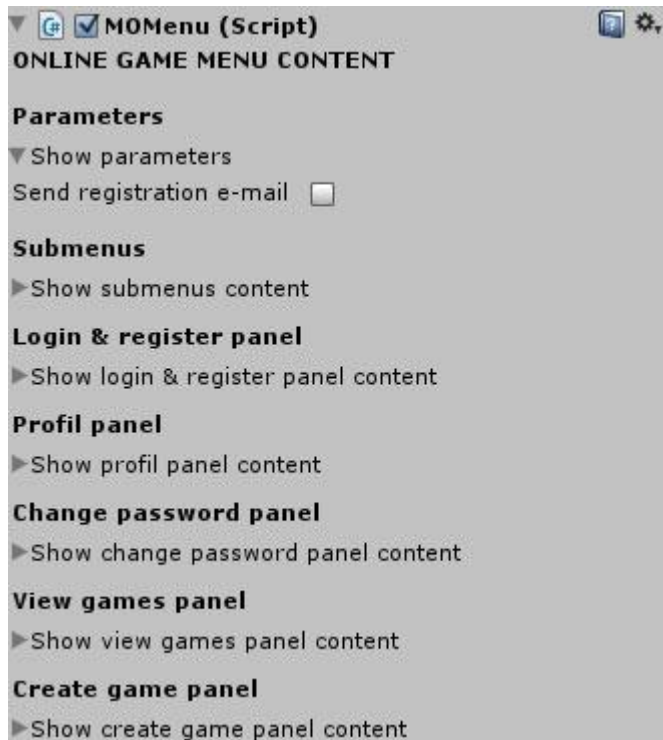 MOMenu (Script)
ONLINE GAME MENU CONTENT
Parameters
Show parameters
Send registration e-mail
Submenus
Show submenus content
Login & register panel
Show login & register panel content
Profil panel
Show profil panel content
Change password panel
Show change password panel content
View games panel
Show view games panel content
Create game panel
Show create game panel content